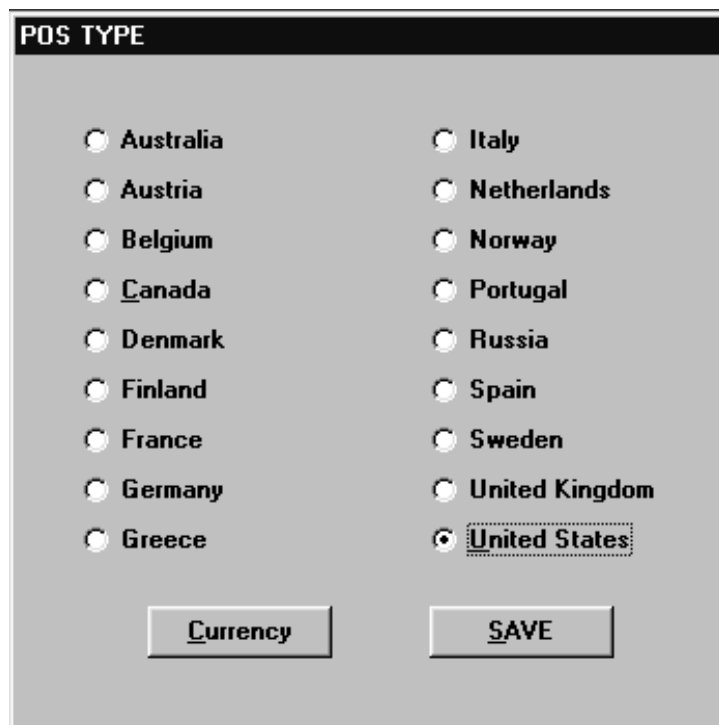 POS TYPE
Australia
Austria
Belgium
Canada
Denmark
Finland
France
Germany
Greece
Italy
Netherlands
Norway
Portugal
Russia
Spain
Sweden
United Kingdom
United States
Currency
SAVE